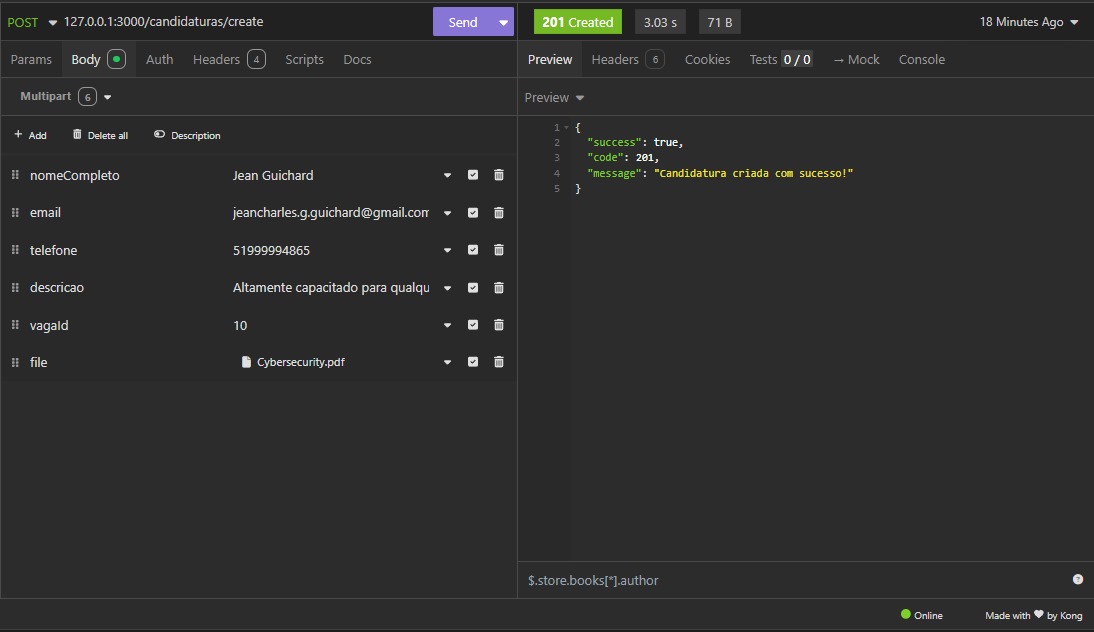 POST 127.0.0.1:3000/candidaturas/create Send 201 Created 3.03 s 71 B 18 Minutes Ago
Params Body Auth Headers 4 Scripts Docs
Preview Headers 6 Cookies Tests 0 / 0 → Mock Console
Multipart 6
Preview
+ Add Delete all Description
nomeCompleto Jean Guichard
email jeancharles.g.guichard@gmail.com
telefone 51999994865
descricao Altamente capacitado para qualqu
vagaId 10
file Cybersecurity.pdf
1 {
2 "success": true,
3 "code": 201,
4 "message": "Candidatura criada com sucesso!"
5 }
$.store.books[*].author ?
Online Made with ❤ by Kong